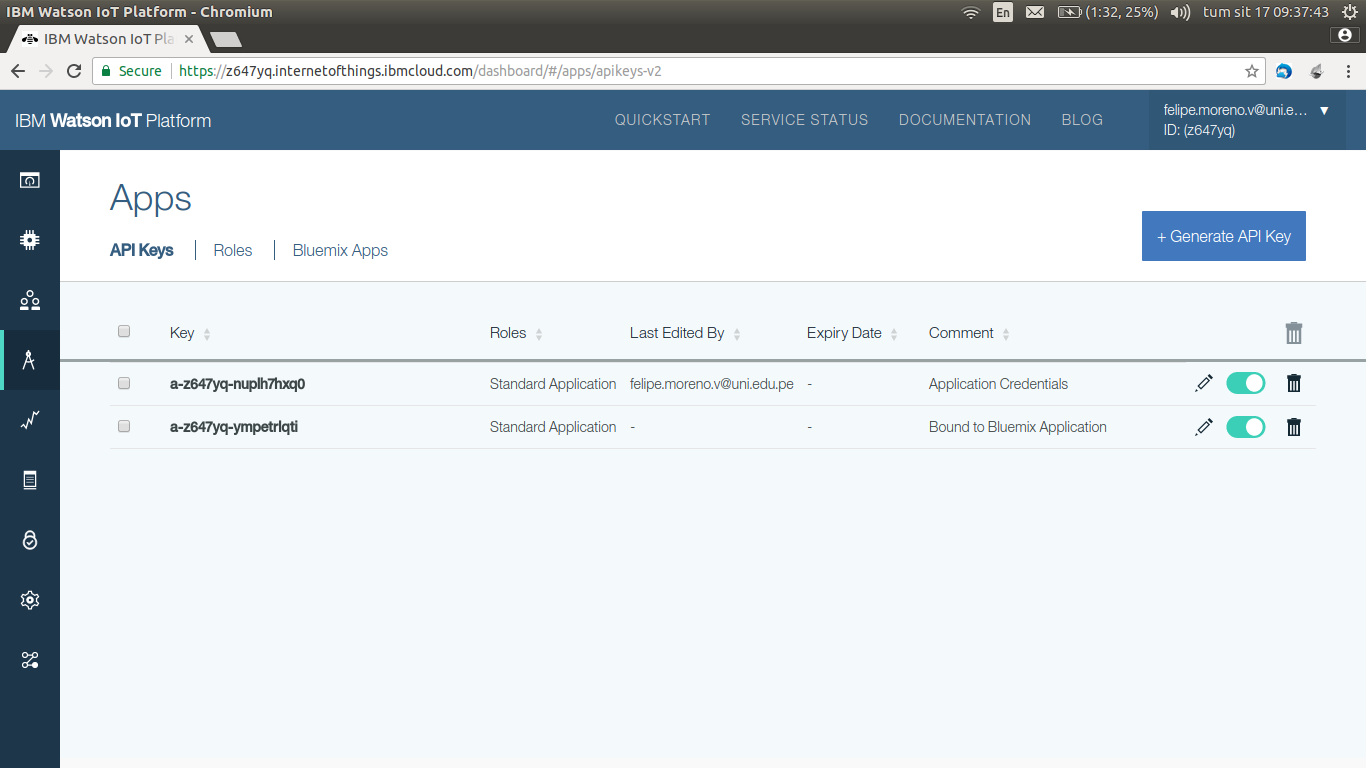 IBM Watson IoT Platform - Chromium
En
(1:32, 25%)
tum sit 17 09:37:43
IBM Watson IoT Pla
Secure
https://z647yq.internetofthings.ibmcloud.com/dashboard/#/apps/apikeys-v2
IBM Watson IoT Platform
QUICKSTART
SERVICE STATUS
DOCUMENTATION
BLOG
felipe.moreno.v@uni.e...
ID: (z647yq)
Apps
API Keys
Roles
Bluemix Apps
+ Generate API Key
Key Roles Last Edited By Expiry Date Comment
a-z647yq-nuplh7hxq0 Standard Application felipe.moreno.v@uni.edu.pe - Application Credentials
a-z647yq-ympetrlqti Standard Application - - Bound to Bluemix Application